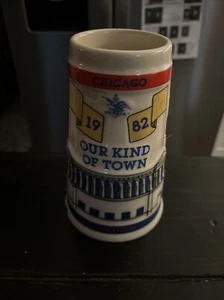 CHICAGO
19 82
OUR KIND
OF TOWN